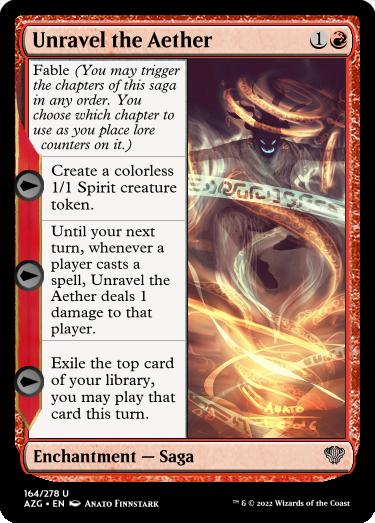 Unravel the Aether
1
Fable (You may trigger
the chapters of this saga
in any order. You
choose which chapter to
use as you place lore
counters on it.)
Create a colorless
1/1 Spirit creature
token.
Until your next
turn, whenever a
player casts a
spell, Unravel the
Aether deals 1
damage to that
player.
Exile the top card
of your library,
you may play that
card this turn.
ANATO
Enchantment — Saga
164/278 U
AZG • EN Anato Finnstark
™ & © 2022 Wizards of the Coast